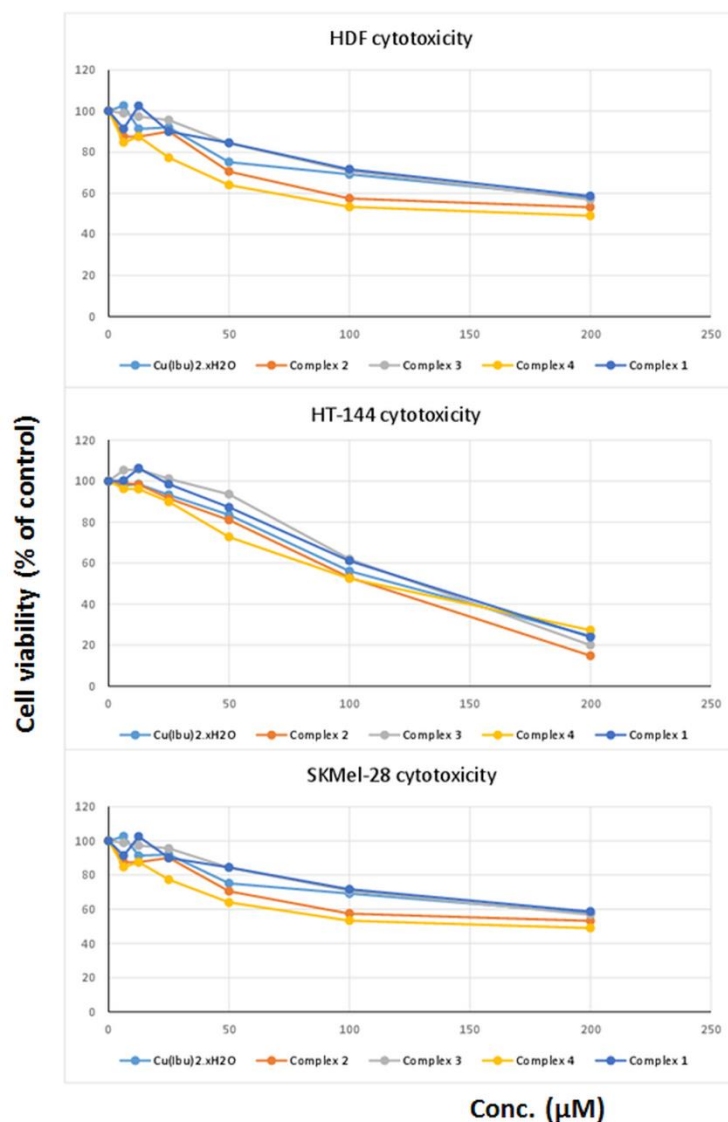 HDF cytotoxicity
120
100
80
60
40
20
0
0 50 100 150 200 250
Cu(Ibu)2.xH2O Complex 2 Complex 3 Complex 4 Complex 1
HT-144 cytotoxicity
120
100
80
60
40
20
0
0 50 100 150 200 250
Cu(Ibu)2.xH2O Complex 2 Complex 3 Complex 4 Complex 1
SKMel-28 cytotoxicity
120
100
80
60
40
20
0
0 50 100 150 200 250
Cu(Ibu)2.xH2O Complex 2 Complex 3 Complex 4 Complex 1
Cell viability (% of control)
Conc. (μM)